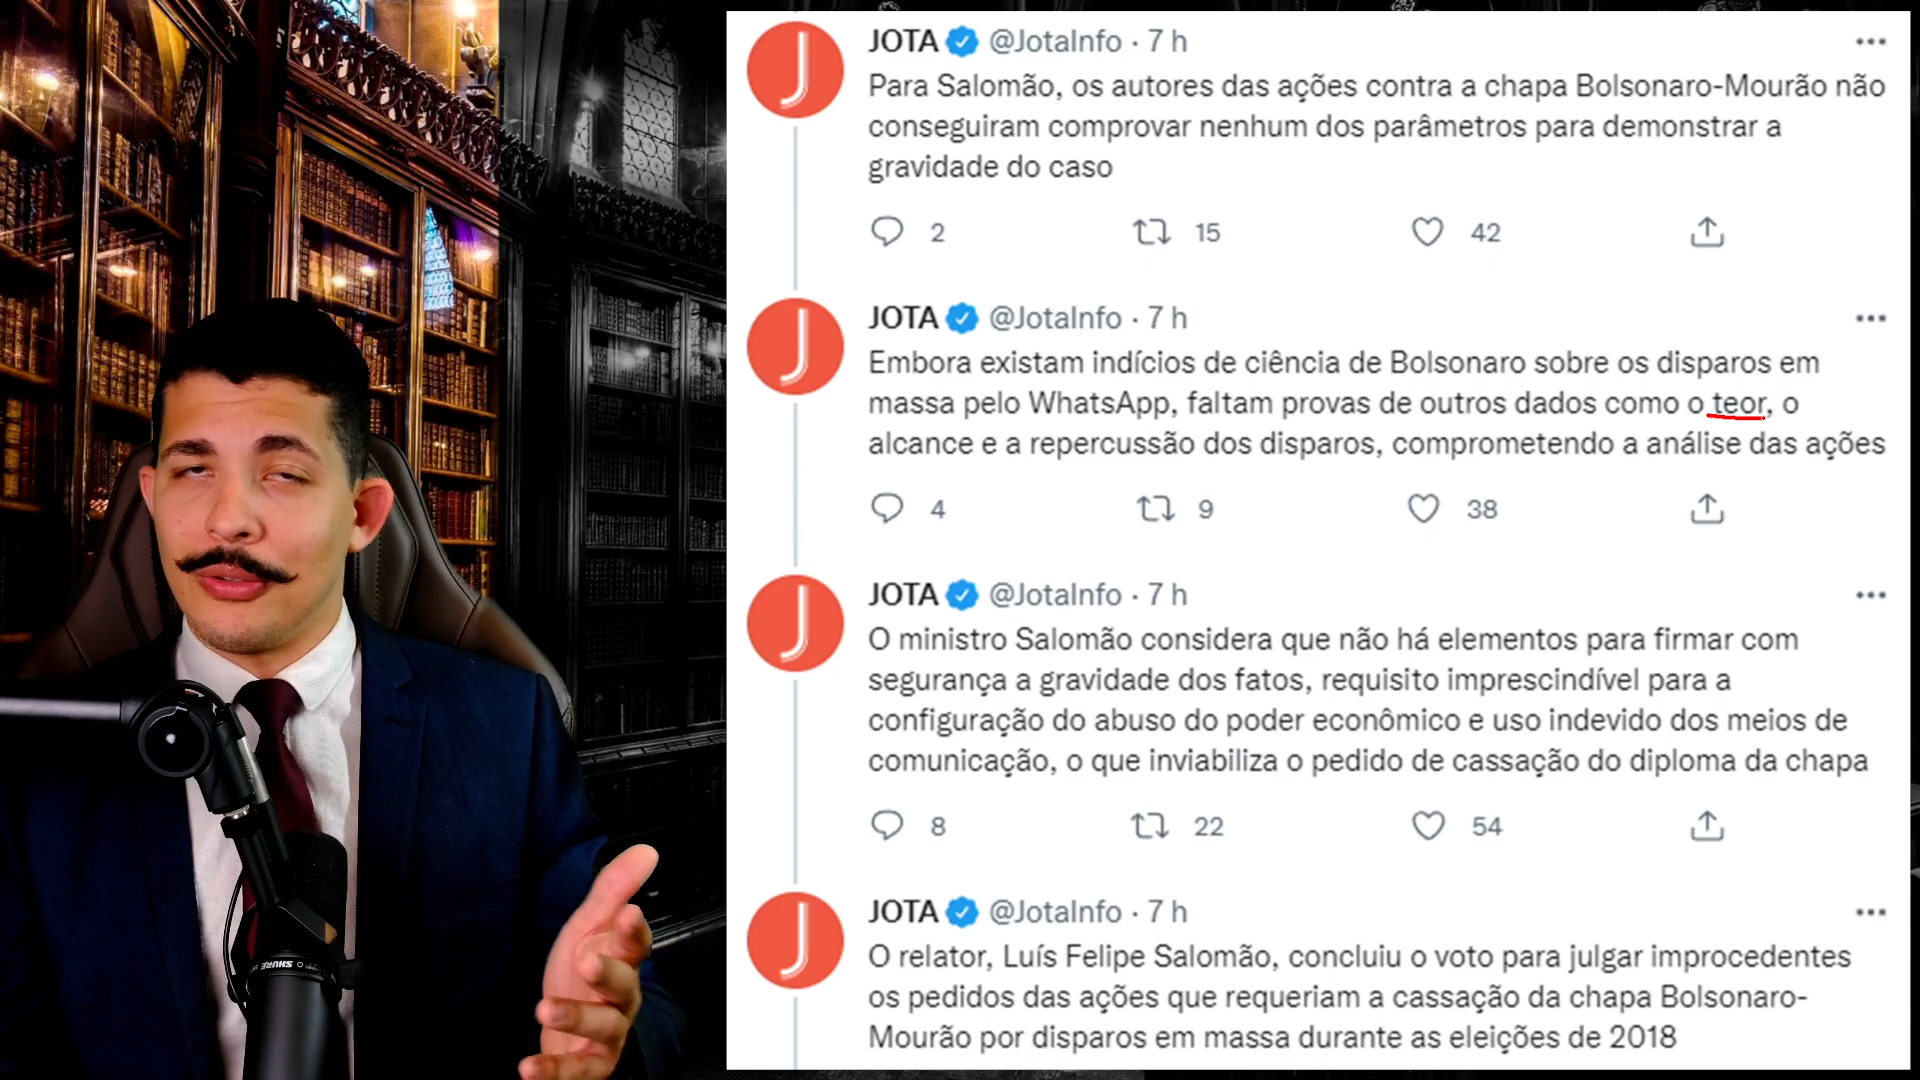 JOTA @JotaInfo · 7 h
Para Salomão, os autores das ações contra a chapa Bolsonaro-Mourão não
conseguiram comprovar nenhum dos parâmetros para demonstrar a
gravidade do caso
2 15 42
JOTA @JotaInfo · 7 h
Embora existam indícios de ciência de Bolsonaro sobre os disparos em
massa pelo WhatsApp, faltam provas de outros dados como o teor, o
alcance e a repercussão dos disparos, comprometendo a análise das ações
4 9 38
JOTA @JotaInfo · 7 h
O ministro Salomão considera que não há elementos para firmar com
segurança a gravidade dos fatos, requisito imprescindível para a
configuração do abuso do poder econômico e uso indevido dos meios de
comunicação, o que inviabiliza o pedido de cassação do diploma da chapa
8 22 54
JOTA @JotaInfo · 7 h
O relator, Luís Felipe Salomão, concluiu o voto para julgar improcedentes
os pedidos das ações que requeriam a cassação da chapa Bolsonaro-
Mourão por disparos em massa durante as eleições de 2018
SHURE